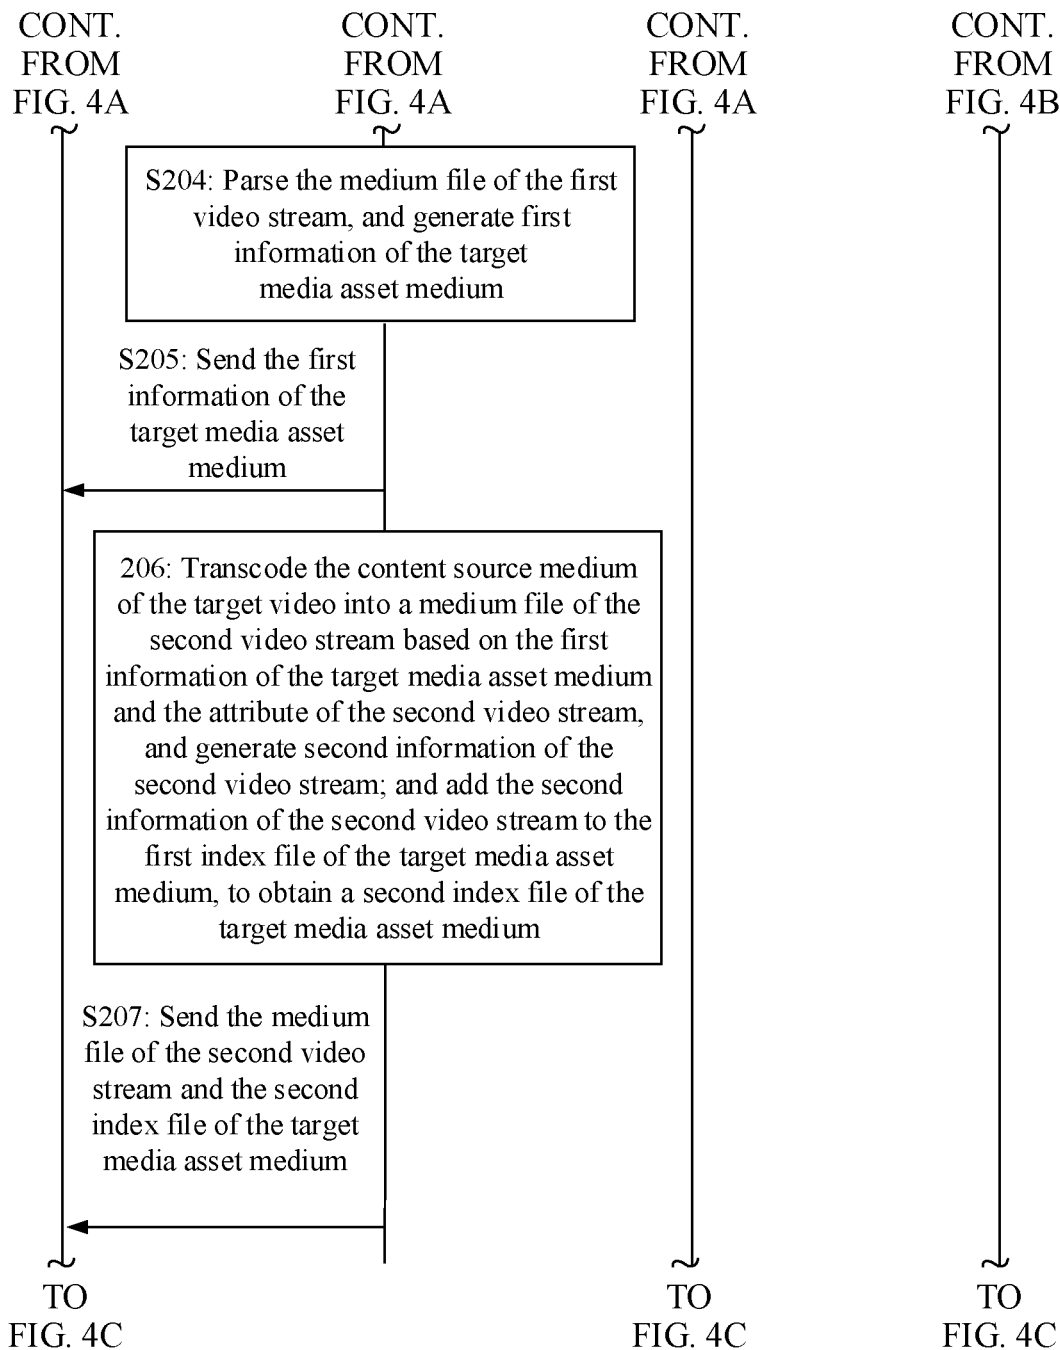 CONT.
FROM
FIG. 4A
CONT.
FROM
FIG. 4A
CONT.
FROM
FIG. 4A
CONT.
FROM
FIG. 4B
S204: Parse the medium file of the first
video stream, and generate first
information of the target
media asset medium
S205: Send the first
information of the
target media asset
medium
206: Transcode the content source medium
of the target video into a medium file of the
second video stream based on the first
information of the target media asset medium
and the attribute of the second video stream,
and generate second information of the
second video stream; and add the second
information of the second video stream to the
first index file of the target media asset
medium, to obtain a second index file of the
target media asset medium
S207: Send the medium
file of the second video
stream and the second
index file of the target
media asset medium
TO
FIG. 4C
TO
FIG. 4C
TO
FIG. 4C